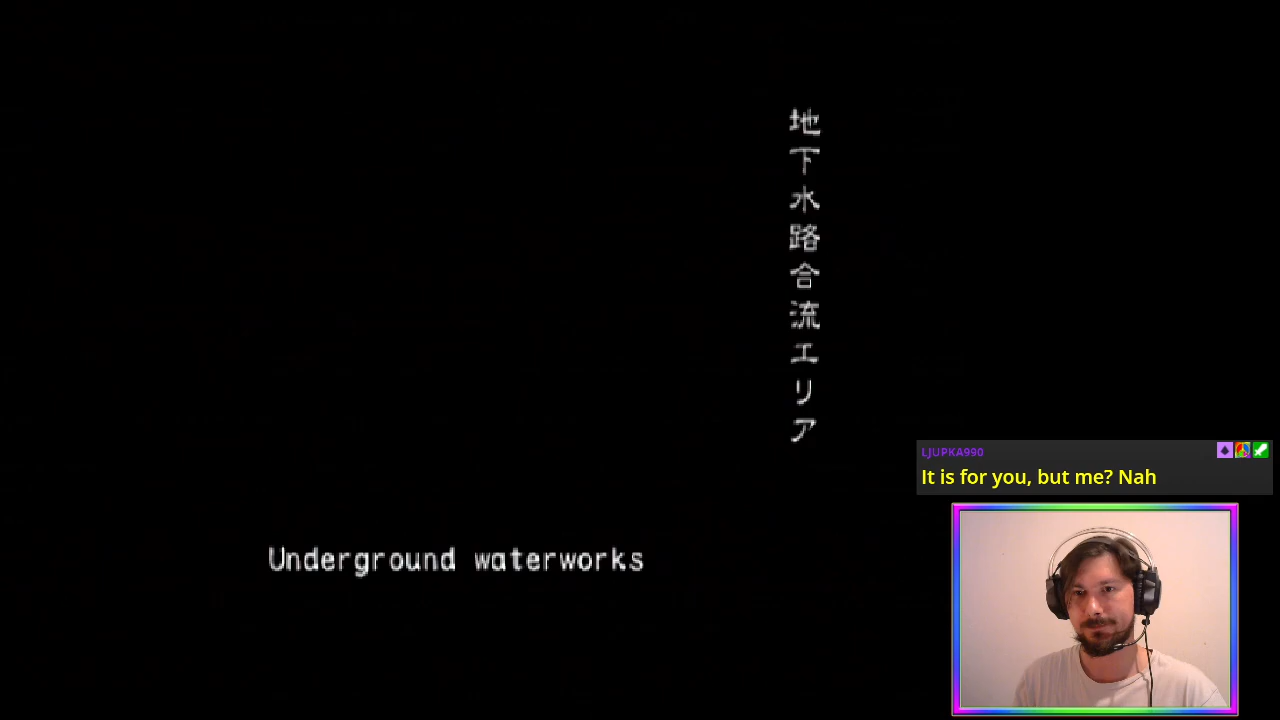 地下水路合流エリア
Underground waterworks
LJUPKA990
It is for you, but me? Nah